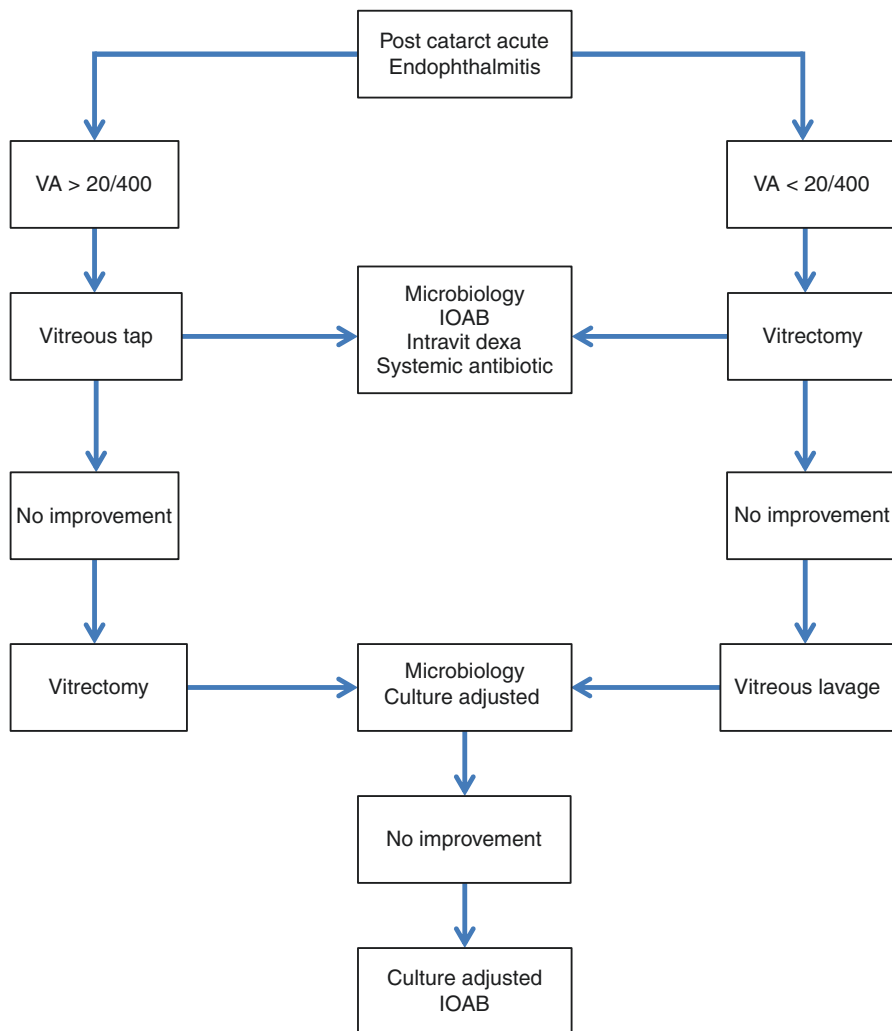 Post catarct acute
Endophthalmitis
VA > 20/400
VA < 20/400
Vitreous tap
Microbiology
IOAB
Intravit dexa
Systemic antibiotic
Vitrectomy
No improvement
No improvement
Vitrectomy
Microbiology
Culture adjusted
Vitreous lavage
No improvement
Culture adjusted
IOAB